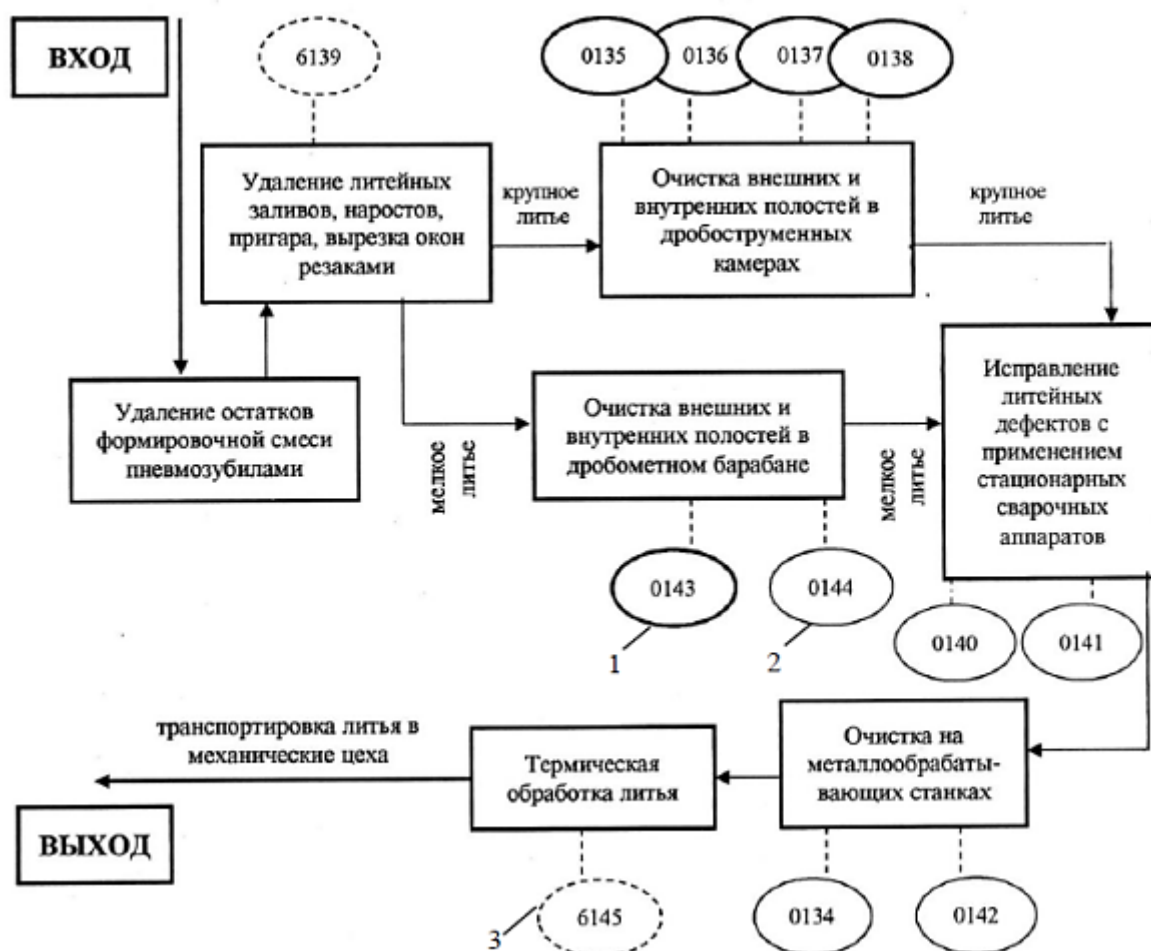 ВХОД
6139
0135
0136
0137
0138
Удаление литейных
заливов, наростов,
пригара, вырезка окон
резаками
крупное
литье
Очистка внешних и
внутренних полостей в
дробоструменных
камерах
крупное
литье
Удаление остатков
формировочной смеси
пневмозубилами
мелкое
литье
Очистка внешних и
внутренних полостей в
дробометном барабане
мелкое
литье
Исправление
литейных
дефектов с
применением
стационарных
сварочных
аппаратов
0143
0144
1
2
0140
0141
транспортировка литья в
механические цеха
Термическая
обработка литья
Очистка на
металлообрабаты-
вающих станках
ВЫХОД
6145
3
0134
0142